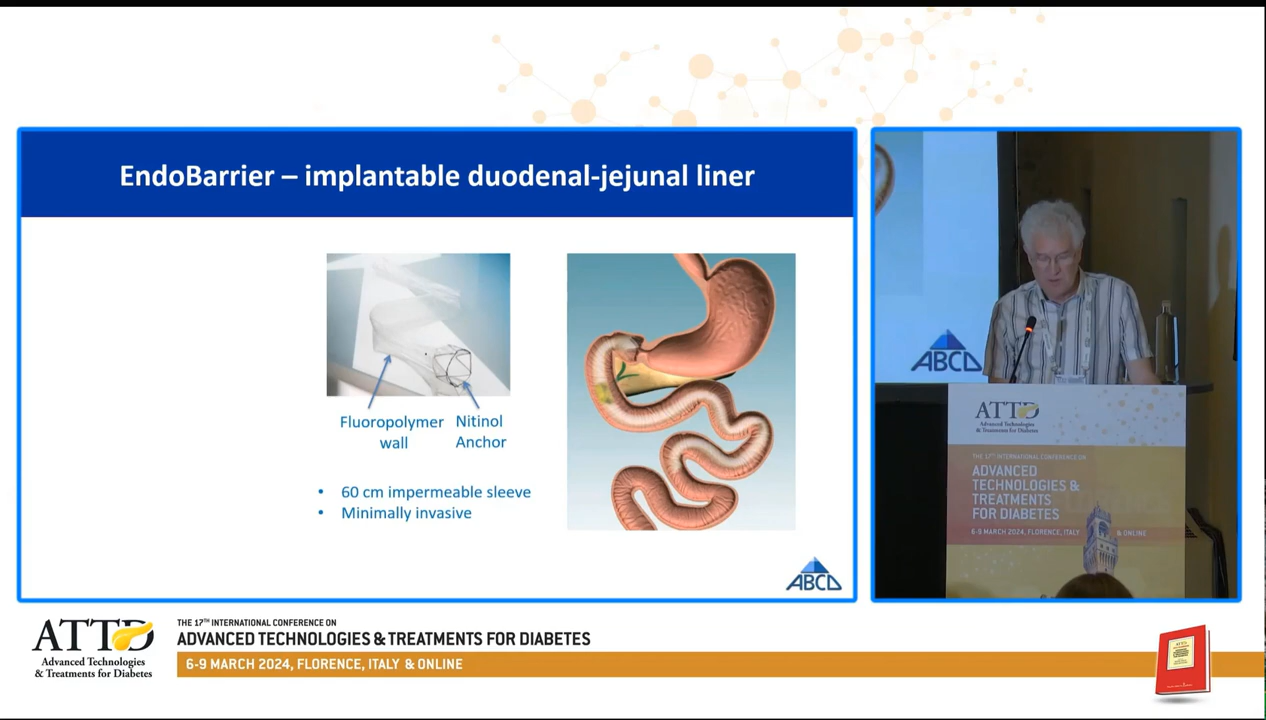 EndoBarrier – implantable duodenal-jejunal liner
Fluoropolymer
wall
Nitinol
Anchor
• 60 cm impermeable sleeve
• Minimally invasive
ABCD
ABCD
ATTD
Advanced Technologies
& Treatments for Diabetes
THE 17TH INTERNATIONAL CONFERENCE ON
ADVANCED
TECHNOLOGIES &
TREATMENTS
FOR DIABETES
6-9 MARCH 2024, FLORENCE, ITALY & ONLINE
ATTD
Advanced Technologies
& Treatments for Diabetes
THE 17TH INTERNATIONAL CONFERENCE ON
ADVANCED TECHNOLOGIES & TREATMENTS FOR DIABETES
6-9 MARCH 2024, FLORENCE, ITALY & ONLINE